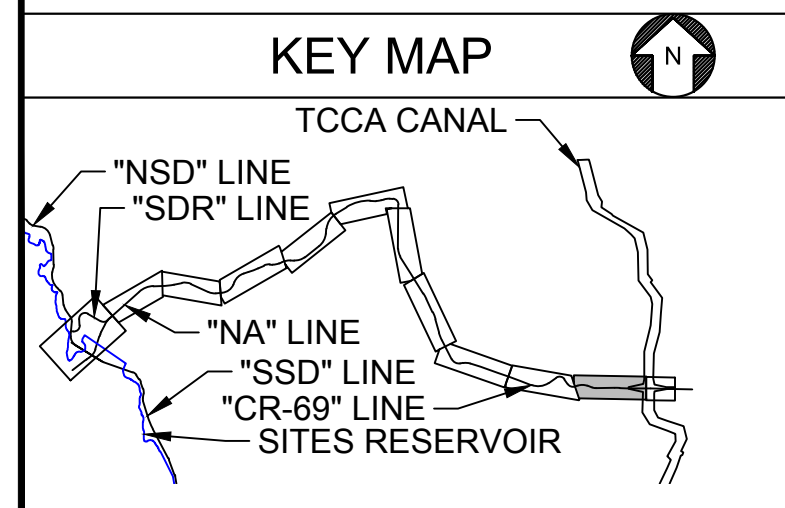 KEY MAP
N
TCCA CANAL
"NSD" LINE
"SDR" LINE
"NA" LINE
"SSD" LINE
"CR-69" LINE
SITES RESERVOIR